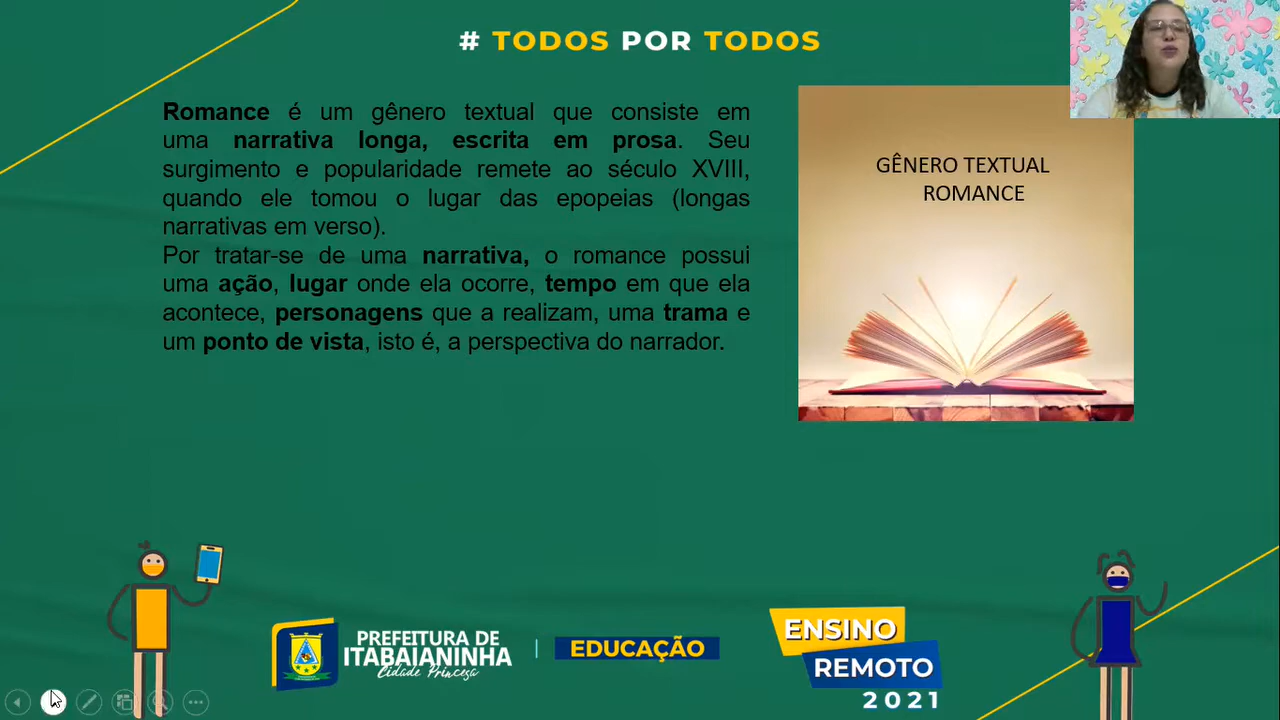 # TODOS POR TODOS
Romance é um gênero textual que consiste em
uma narrativa longa, escrita em prosa. Seu
surgimento e popularidade remete ao século XVIII,
quando ele tomou o lugar das epopeias (longas
narrativas em verso).
Por tratar-se de uma narrativa, o romance possui
uma ação, lugar onde ela ocorre, tempo em que ela
acontece, personagens que a realizam, uma trama e
um ponto de vista, isto é, a perspectiva do narrador.
GÊNERO TEXTUAL
ROMANCE
PREFEITURA DE
ITABAIANINHA
Cidade Princesa
EDUCAÇÃO
ENSINO
REMOTO
2021